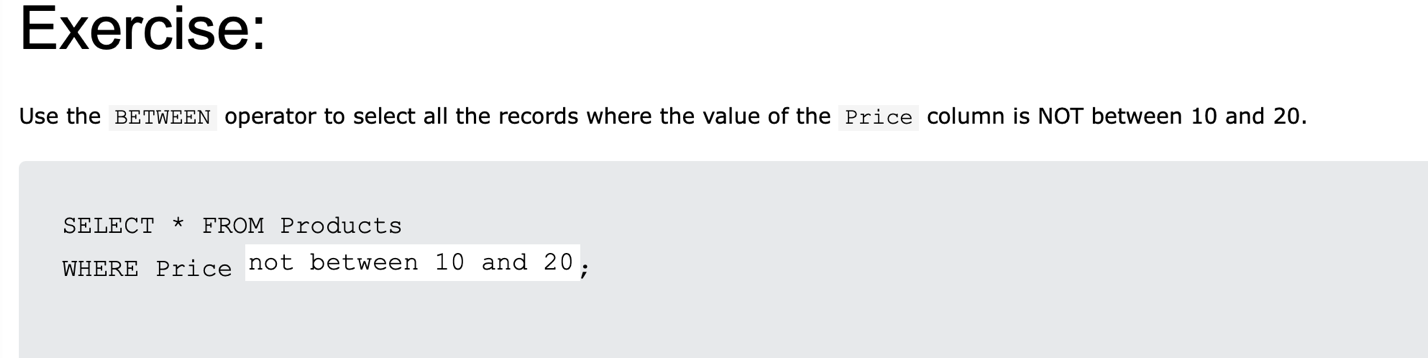 Exercise:
Use the BETWEEN operator to select all the records where the value of the Price column is NOT between 10 and 20.
SELECT * FROM Products
WHERE Price not between 10 and 20;